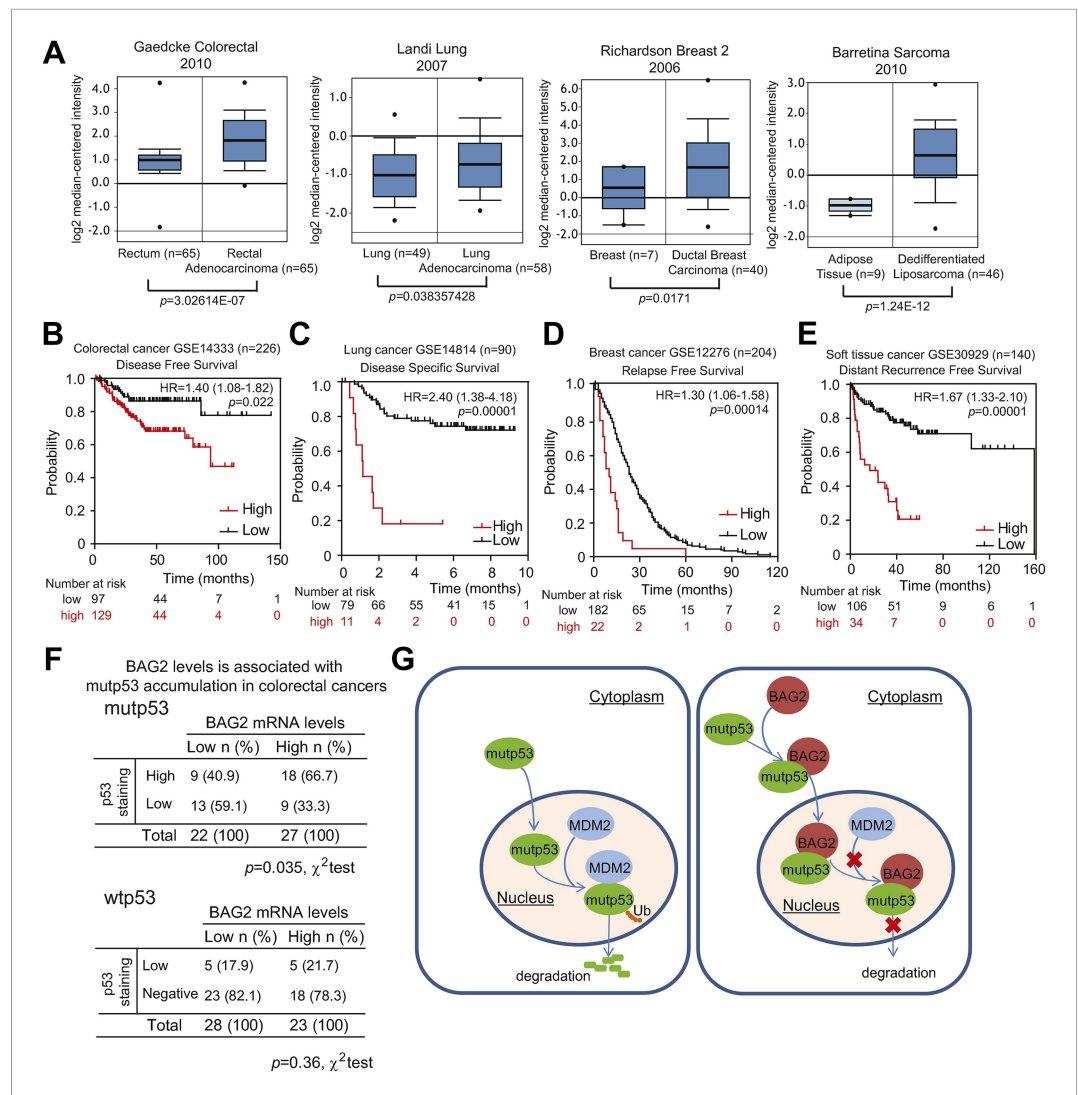 A
Gaedcke Colorectal
2010
log2 median-centered intensity
4.0
3.0
2.0
1.0
0.0
-2.0
Rectum (n=65)
Rectal
Adenocarcinoma (n=65)
p=3.02614E-07
Landi Lung
2007
log2 median-centered intensity
1.0
-1.0
-1.0
-2.0
Lung (n=49)
Lung
Adenocarcinoma (n=58)
p=0.038357428
Richardson Breast 2
2006
log2 median-centered intensity
6.0
5.0
4.0
3.0
2.0
1.0
0.0
-1.0
-2.0
Breast (n=7)
Ductal Breast
Carcinoma (n=40)
p=0.0171
Barretina Sarcoma
2010
log2 median-centered intensity
3.0
2.0
1.0
0.0
-1.0
-2.0
Adipose
Tissue (n=9)
Dedifferentiated
Liposarcoma (n=46)
p=1.24E-12
B
Colorectal cancer GSE14333 (n=226)
Disease Free Survival
HR=1.40 (1.08-1.82)
p=0.022
Probability
1.0
0.8
0.6
0.4
0.2
0
High
Low
0 50 100 150
Time (months)
Number at risk
low 97 44 7 1
high 129 44 4 0
C
Lung cancer GSE14814 (n=90)
Disease Specific Survival
HR=2.40 (1.38-4.18)
p=0.00001
Probability
1.0
0.8
0.6
0.4
0.2
High
Low
0 2 4 6 8 10
Time (months)
Number at risk
low 79 66 55 41 15 1
high 11 4 2 0 0 0
D
Breast cancer GSE12276 (n=204)
Relapse Free Survival
HR=1.30 (1.06-1.58)
p=0.00014
Probability
1.0
0.8
0.6
0.4
0.2
0
High
Low
0 30 60 90 120
Time (months)
Number at risk
low 182 65 15 7 2
high 22 2 1 0 0
E
Soft tissue cancer GSE30929 (n=140)
Distant Recurrence Free Survival
HR=1.67 (1.33-2.10)
p=0.00001
Probability
1.0
0.8
0.6
0.4
0.2
0
High
Low
0 40 80 120 160
Time (months)
Number at risk
low 106 51 9 6 1
high 34 7 0 0 0
F
BAG2 levels is associated with
mutp53 accumulation in colorectal cancers
mutp53
BAG2 mRNA levels
Low n (%) High n (%)
p53
staining
High 9 (40.9) 18 (66.7)
Low 13 (59.1) 9 (33.3)
Total 22 (100) 27 (100)
p=0.035, χ²test
wtp53
BAG2 mRNA levels
Low n (%) High n (%)
p53
staining
Low 5 (17.9) 5 (21.7)
Negative 23 (82.1) 18 (78.3)
Total 28 (100) 23 (100)
p=0.36, χ²test
G
Cytoplasm
mutp53
MDM2
mutp53
MDM2
mutp53
Ub
Nucleus
degradation
BAG2
Cytoplasm
mutp53
BAG2
mutp53
BAG2
MDM2
mutp53
BAG2
mutp53
Nucleus
degradation